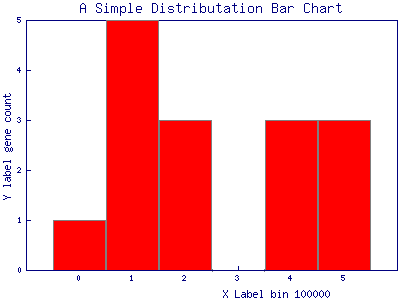 A Simple Distributation Bar Chart
5
4
3
2
1
0
Y label gene count
0 1 2 3 4 5
X Label bin 100000